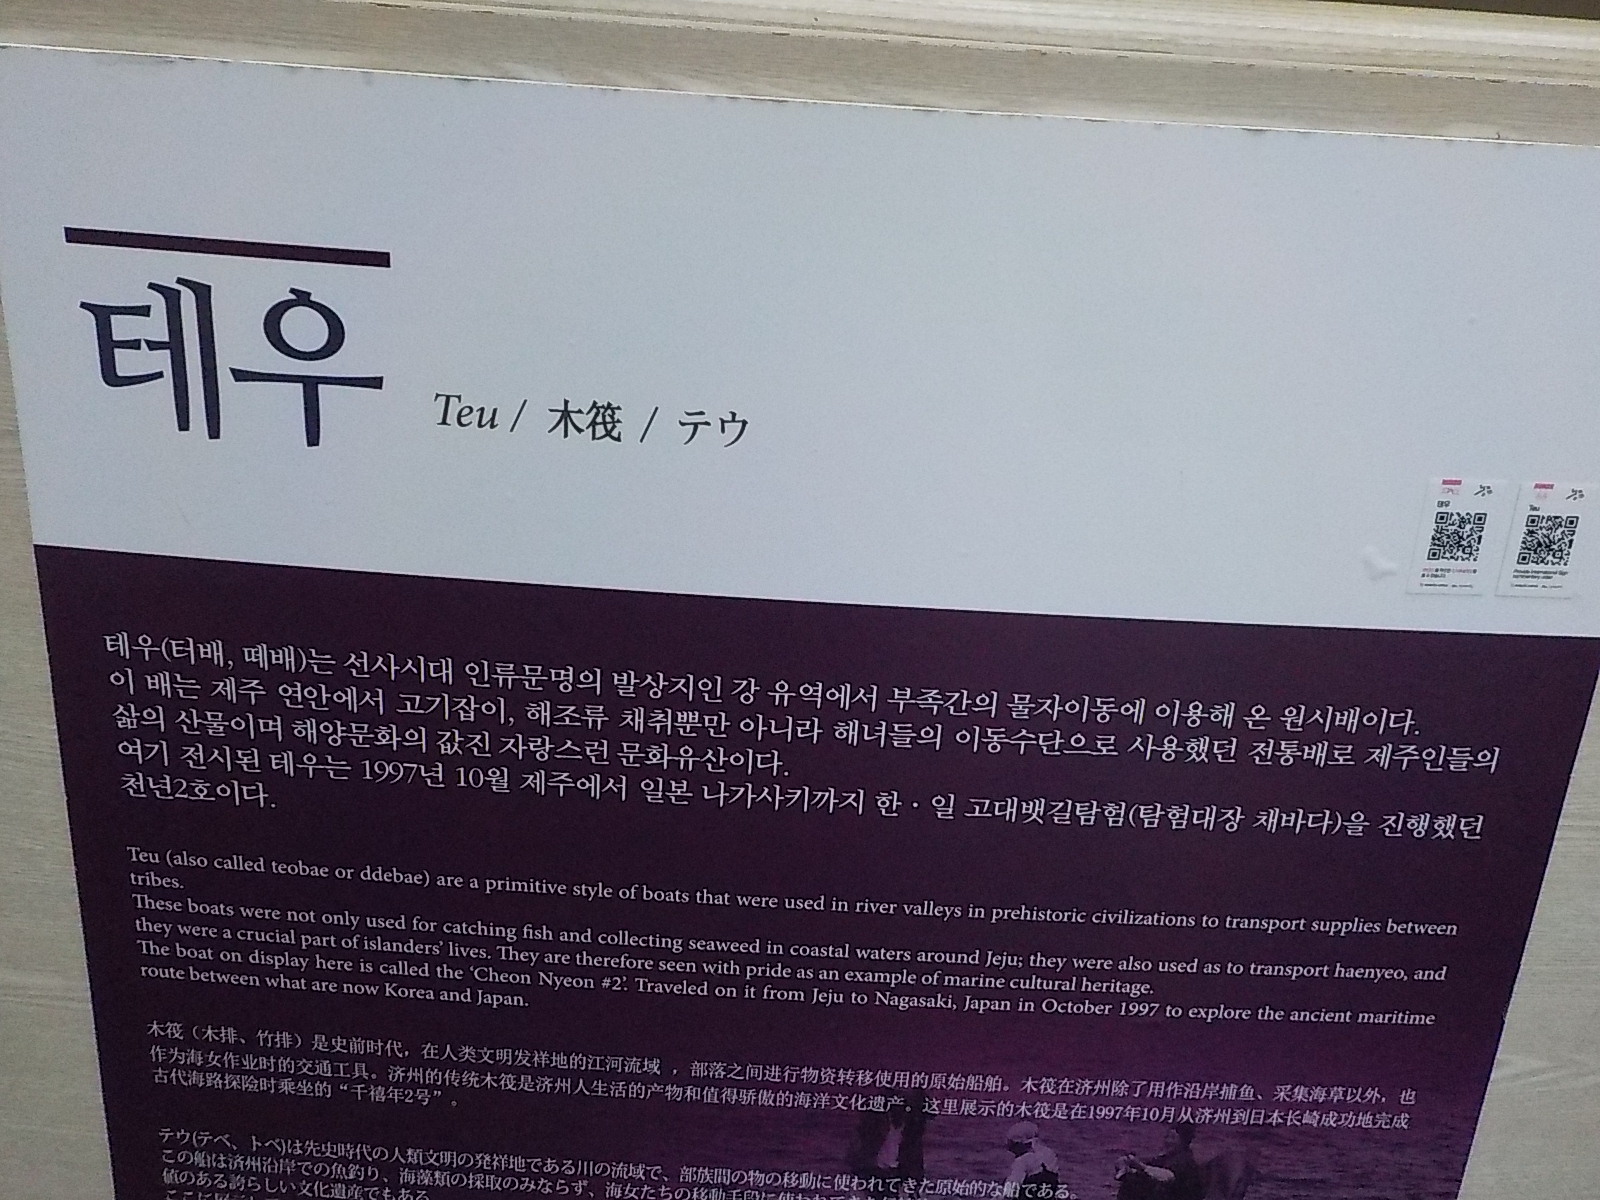 테우
Teu / 木筏 / テウ
테우
Teu
테우(터배, 떼배)는 선사시대 인류문명의 발상지인 강 유역에서 부족간의 물자이동에 이용해 온 원시배이다.
이 배는 제주 연안에서 고기잡이, 해조류 채취뿐만 아니라 해녀들의 이동수단으로 사용했던 전통배로 제주인들의
삶의 산물이며 해양문화의 값진 자랑스런 문화유산이다.
여기 전시된 테우는 1997년 10월 제주에서 일본 나가사키까지 한·일 고대뱃길탐험(탐험대장 채바다)을 진행했던
천년2호이다.
Teu (also called teobae or ddebae) are a primitive style of boats that were used in river valleys in prehistoric civilizations to transport supplies between
tribes.
These boats were not only used for catching fish and collecting seaweed in coastal waters around Jeju; they were also used as to transport haenyeo, and
they were a crucial part of islanders’ lives. They are therefore seen with pride as an example of marine cultural heritage.
The boat on display here is called the ‘Cheon Nyeon #2’. Traveled on it from Jeju to Nagasaki, Japan in October 1997 to explore the ancient maritime
route between what are now Korea and Japan.
木筏（木排、竹排）是史前时代，在人类文明发祥地的江河流域，部落之间进行物资转移使用的原始船舶。木筏在济州除了用作沿岸捕鱼、采集海草以外，也
作为海女作业时的交通工具。济州的传统木筏是济州人生活的产物和值得骄傲的海洋文化遗产。这里展示的木筏是在1997年10月从济州到日本长崎成功地完成
古代海路探险时乘坐的“千禧年2号”。
テウ(テベ、トベ)は先史時代の人類文明の発祥地である川の流域で、部族間の物の移動に使われてきた原始的な船である。
この船は済州沿岸での魚釣り、海藻類の採取のみならず、海女たちの移動手段に使われてきた
値のある誇らしい文化遺産でもある。